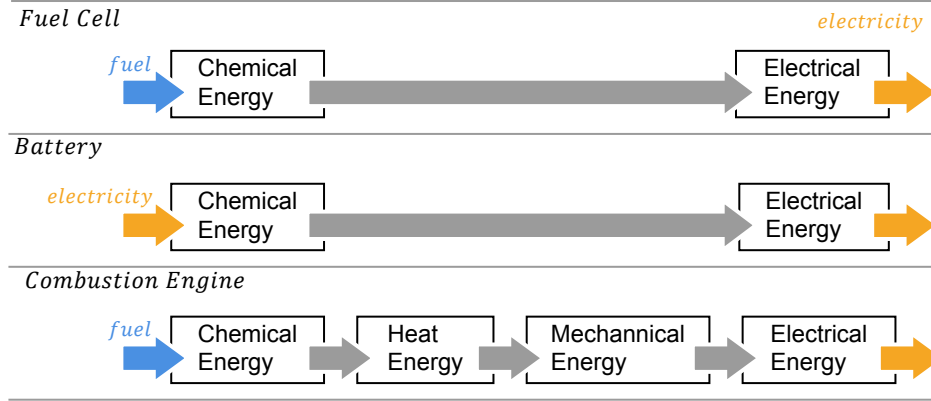 Fuel Cell
electricity
fuel
Chemical
Energy
Electrical
Energy
Battery
electricity
Chemical
Energy
Electrical
Energy
Combustion Engine
fuel
Chemical
Energy
Heat
Energy
Mechannical
Energy
Electrical
Energy